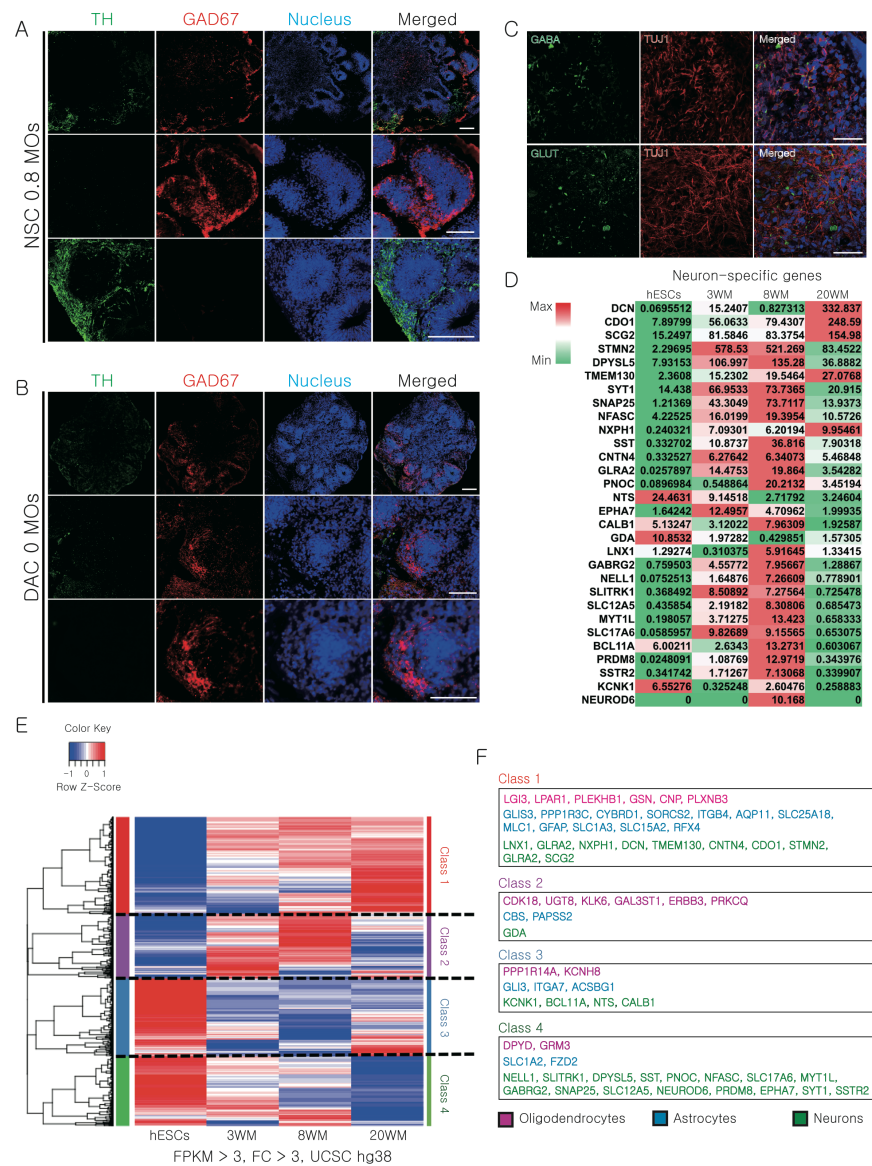 A
TH GAD67 Nucleus Merged
NSC 0.8 MOs
B
TH GAD67 Nucleus Merged
DAC 0 MOs
C
GABA TUJ1 Merged
GLUT TUJ1 Merged
D
Neuron-specific genes
hESCs 3WM 8WM 20WM
Max
Min
DCN 0.0695512 15.2407 0.827313 332.837
CDO1 7.89799 56.0633 79.4307 248.59
SCG2 15.2497 81.5846 83.3754 154.98
STMN2 2.29695 578.53 521.269 83.4522
DPYSL5 7.93153 106.997 135.28 36.8882
TMEM130 2.3608 15.2302 19.5464 27.0768
SYT1 14.438 66.9533 73.7365 20.915
SNAP25 1.21369 43.3049 73.7117 13.9373
NFASC 4.22525 16.0199 19.3954 10.5726
NXPH1 0.240321 7.09301 6.20194 9.95461
SST 0.332702 10.8737 36.816 7.90318
CNTN4 0.332527 6.27642 6.34073 5.46848
GLRA2 0.0257897 14.4753 19.864 3.54282
PNOC 0.0896984 0.548864 20.2132 3.45194
NTS 24.4631 9.14518 2.71792 3.24604
EPHA7 1.64242 12.4957 4.70962 1.99935
CALB1 5.13247 3.12022 7.96309 1.92587
GDA 10.8532 1.97282 0.429851 1.57305
LNX1 1.29274 0.310375 5.91645 1.33415
GABRG2 0.759503 4.55772 7.95667 1.28867
NELL1 0.0752513 1.64876 7.26609 0.778901
SLITRK1 0.368492 8.50892 7.27564 0.725478
SLC12A5 0.435854 2.19182 8.30806 0.685473
MYT1L 0.198057 3.71275 13.423 0.658333
SLC17A6 0.0585957 9.82689 9.15565 0.653075
BCL11A 6.00211 2.6343 13.2731 0.603067
PRDM8 0.0248091 1.08769 12.9719 0.343976
SSTR2 0.341742 1.71267 7.13068 0.339907
KCNK1 6.55276 0.325248 2.60476 0.258883
NEUROD6 0 0 10.168 0
E
Color Key
-1 0 1
Row Z-Score
Class 1
Class 2
Class 3
Class 4
hESCs 3WM 8WM 20WM
FPKM > 3, FC > 3, UCSC hg38
F
Class 1
LGI3, LPAR1, PLEKHB1, GSN, CNP, PLXNB3
GLIS3, PPP1R3C, CYBRD1, SORCS2, ITGB4, AQP11, SLC25A18,
MLC1, GFAP, SLC1A3, SLC15A2, RFX4
LNX1, GLRA2, NXPH1, DCN, TMEM130, CNTN4, CDO1, STMN2,
GLRA2, SCG2
Class 2
CDK18, UGT8, KLK6, GAL3ST1, ERBB3, PRKCQ
CBS, PAPSS2
GDA
Class 3
PPP1R14A, KCNH8
GLI3, ITGA7, ACSBG1
KCNK1, BCL11A, NTS, CALB1
Class 4
DPYD, GRM3
SLC1A2, FZD2
NELL1, SLITRK1, DPYSL5, SST, PNOC, NFASC, SLC17A6, MYT1L,
GABRG2, SNAP25, SLC12A5, NEUROD6, PRDM8, EPHA7, SYT1, SSTR2
Oligodendrocytes Astrocytes Neurons